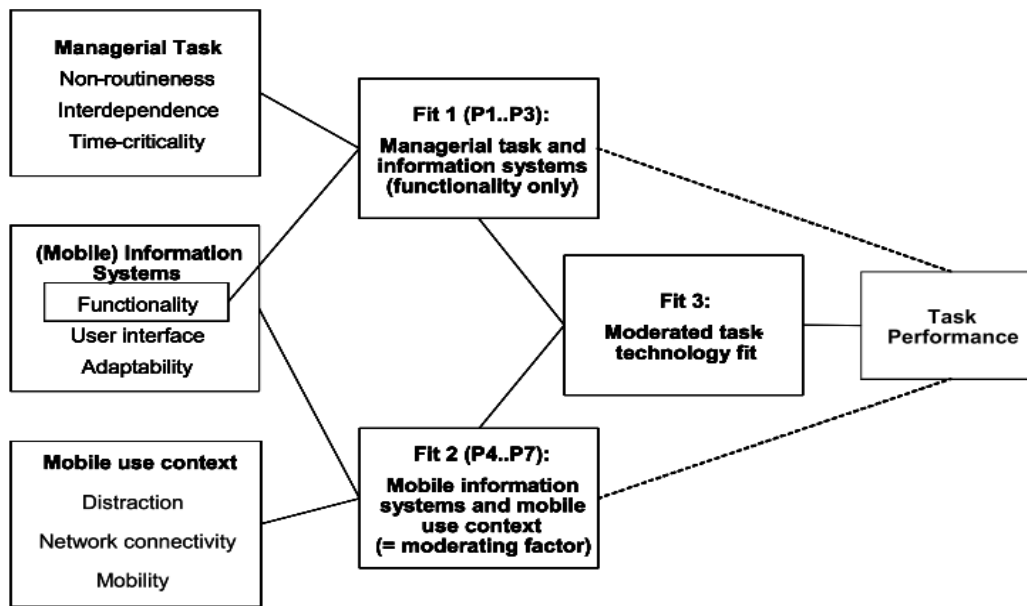 Managerial Task
Non-routineness
Interdependence
Time-criticality
(Mobile) Information
Systems
Functionality
User interface
Adaptability
Mobile use context
Distraction
Network connectivity
Mobility
Fit 1 (P1..P3):
Managerial task and
information systems
(functionality only)
Fit 2 (P4..P7):
Mobile information
systems and mobile
use context
(= moderating factor)
Fit 3:
Moderated task-
technology fit
Task
Performance